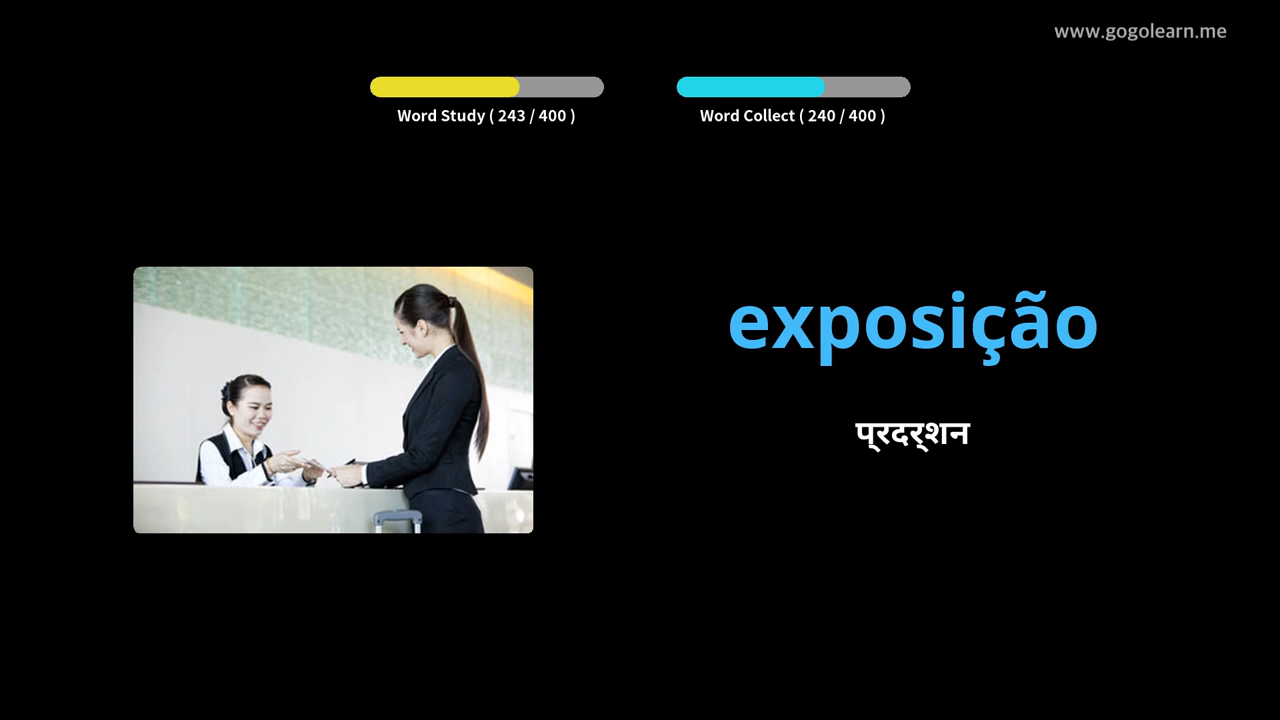 www.gogolearn.me
Word Study ( 243 / 400 )
Word Collect ( 240 / 400 )
exposição
प्रदर्शन